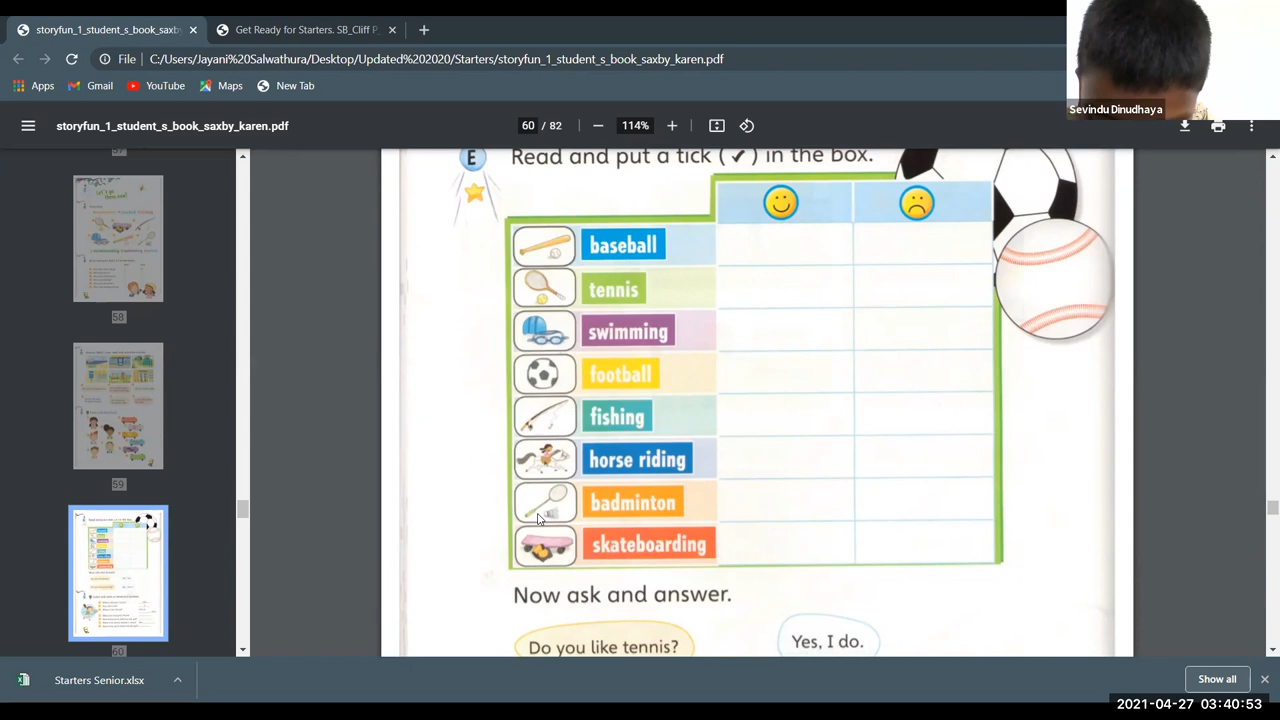 storyfun_1_student_s_book_saxby
Get Ready for Starters. SB_Cliff P
File
C:/Users/Jayani%20Salwathura/Desktop/Updated%202020/Starters/storyfun_1_student_s_book_saxby_karen.pdf
Apps
Gmail
YouTube
Maps
New Tab
Sevindu Dinudhaya
storyfun_1_student_s_book_saxby_karen.pdf
60 / 82
114%
57
58
59
60
E
Read and put a tick (✔) in the box.
baseball
tennis
swimming
football
fishing
horse riding
badminton
skateboarding
Now ask and answer.
Do you like tennis?
Yes, I do.
Starters Senior.xlsx
Show all
2021-04-27 03:40:53